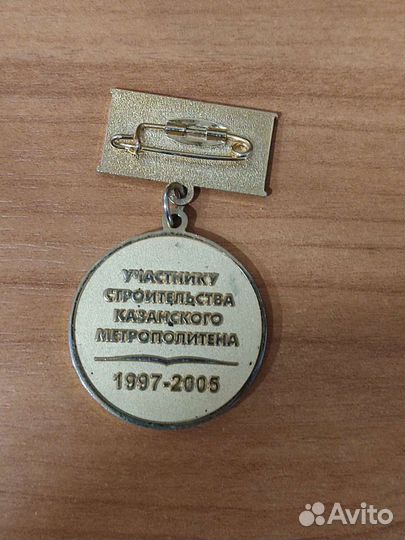 УЧАСТНИКУ
СТРОИТЕЛЬСТВА
КАЗАНСКОГО
МЕТРОПОЛИТЕНА
1997-2005
Avito